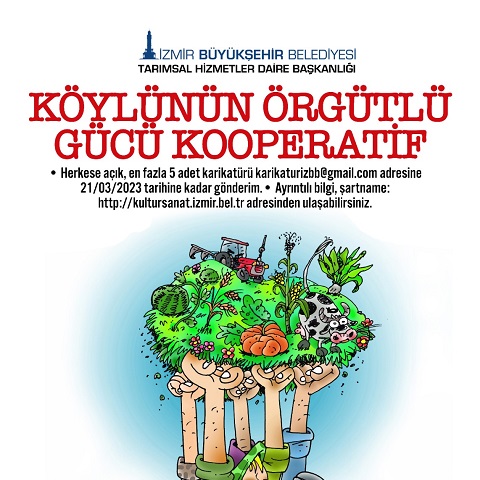 İZMİR BÜYÜKŞEHİR BELEDİYESİ
TARIMSAL HİZMETLER DAİRE BAŞKANLIĞI
KÖYLÜNÜN ÖRGÜTLÜ
GÜCÜ KOOPERATİF
• Herkese açık, en fazla 5 adet karikatürü karikaturizbb@gmail.com adresine
21/03/2023 tarihine kadar gönderim. • Ayrıntılı bilgi, şartname:
http://kultursanat.izmir.bel.tr adresinden ulaşabilirsiniz.